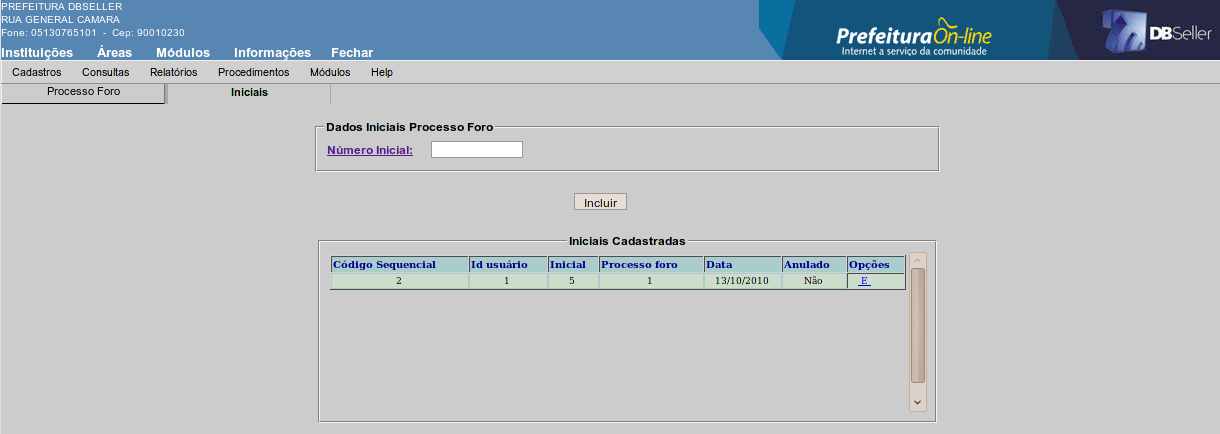 PREFEITURA DBSELLER
RUA GENERAL CAMARA
Fone: 05130765101 - Cep: 90010230
Instituições Áreas Módulos Informações Fechar
Prefeitura On-line
Internet a serviço da comunidade
DBSeller
Cadastros Consultas Relatórios Procedimentos Módulos Help
Processo Foro Iniciais
Dados Iniciais Processo Foro
Número Inicial:
Incluir
Iniciais Cadastradas
Código Sequencial Id usuário Inicial Processo foro Data Anulado Opções
2 1 5 1 13/10/2010 Não E